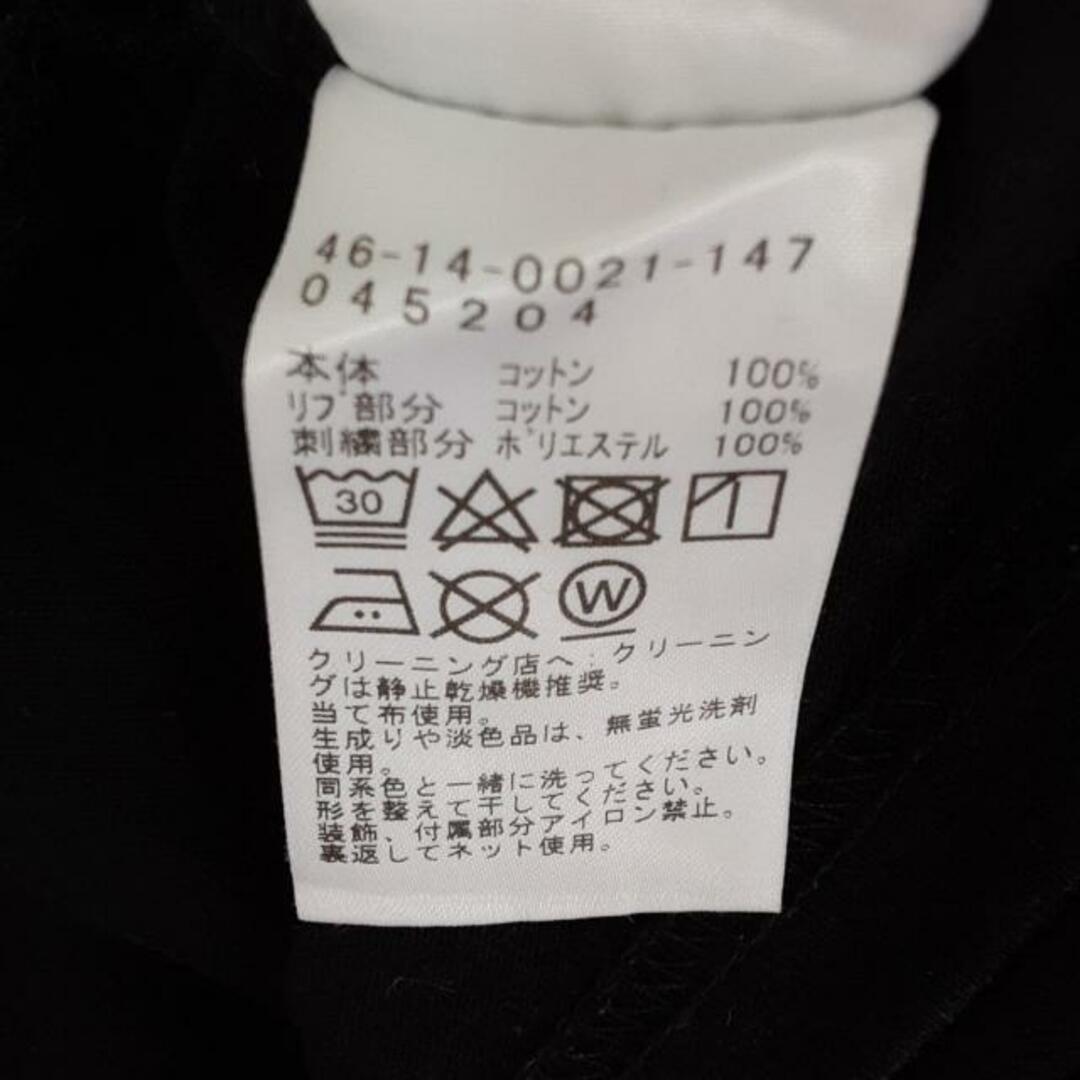 46-14-0021-147
045204
本体 コットン 100%
リブ部分 コットン 100%
刺繍部分 ポリエステル 100%
30
W
クリーニング店へ:クリーニン
グは静止乾燥機推奨。
当て布使用。
生成りや淡色品は、無蛍光洗剤
使用。
同系色と一緒に洗ってください。
形を整えて干してください。
装飾、付属部分アイロン禁止。
裏返してネット使用。